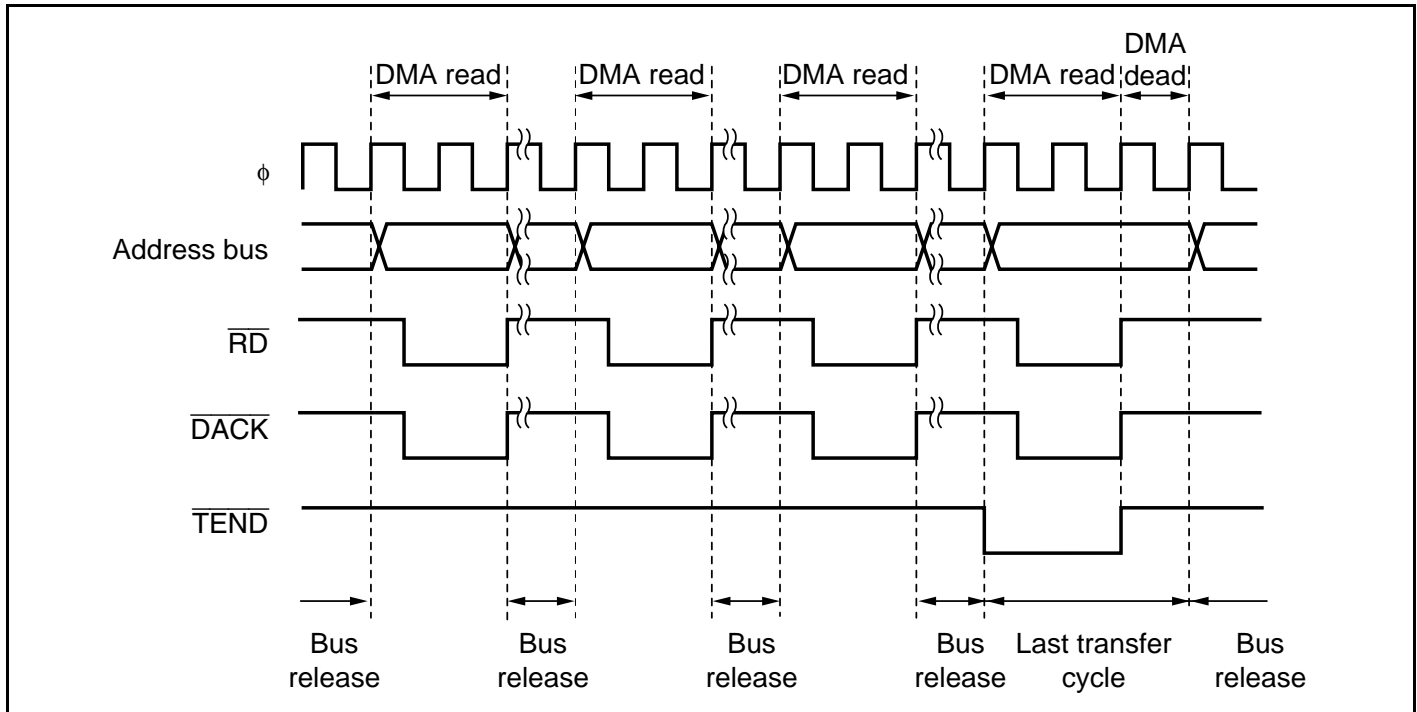 DMA
DMA read DMA read DMA read DMA read dead
φ
Address bus
RD
DACK
TEND
Bus Bus Bus Bus Last transfer Bus
release release release release cycle release